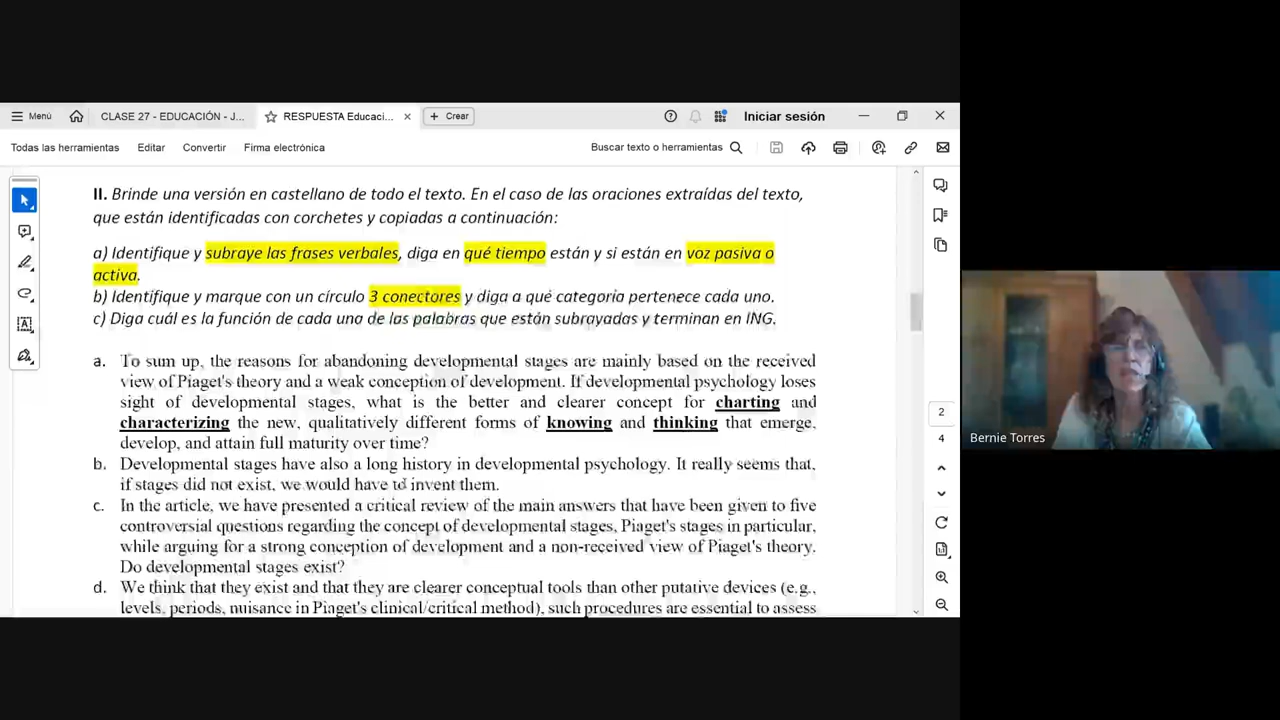 Menú CLASE 27 - EDUCACIÓN - J... RESPUESTA Educaci... × + Crear Iniciar sesión
Todas las herramientas Editar Convertir Firma electrónica Buscar texto o herramientas
II. Brinde una versión en castellano de todo el texto. En el caso de las oraciones extraídas del texto,
que están identificadas con corchetes y copiadas a continuación:
a) Identifique y subraye las frases verbales, diga en qué tiempo están y si están en voz pasiva o
activa.
b) Identifique y marque con un círculo 3 conectores y diga a qué categoría pertenece cada uno.
c) Diga cuál es la función de cada una de las palabras que están subrayadas y terminan en ING.
a. To sum up, the reasons for abandoning developmental stages are mainly based on the received
view of Piaget's theory and a weak conception of development. If developmental psychology loses
sight of developmental stages, what is the better and clearer concept for charting and
characterizing the new, qualitatively different forms of knowing and thinking that emerge,
develop, and attain full maturity over time?
b. Developmental stages have also a long history in developmental psychology. It really seems that,
if stages did not exist, we would have to invent them.
c. In the article, we have presented a critical review of the main answers that have been given to five
controversial questions regarding the concept of developmental stages, Piaget's stages in particular,
while arguing for a strong conception of development and a non-received view of Piaget's theory.
Do developmental stages exist?
d. We think that they exist and that they are clearer conceptual tools than other putative devices (e.g.,
levels, periods, nuisance in Piaget's clinical/critical method), such procedures are essential to assess
2
4
Bernie Torres